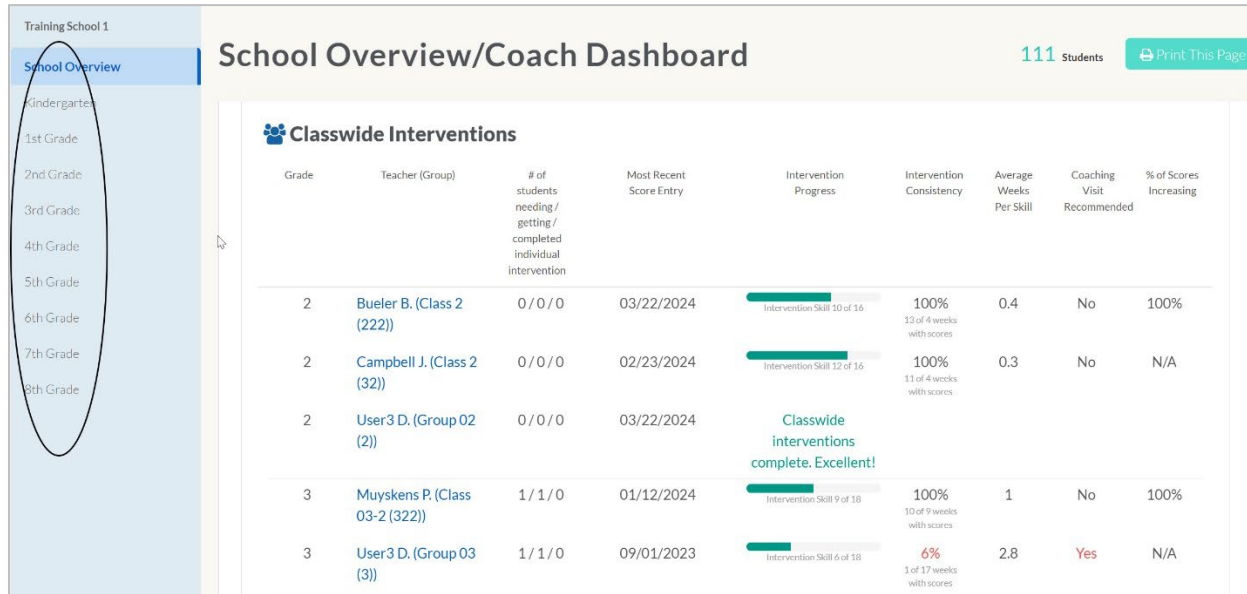 Training School 1
School Overview
Kindergarten
1st Grade
2nd Grade
3rd Grade
4th Grade
5th Grade
6th Grade
7th Grade
8th Grade
School Overview/Coach Dashboard
111 Students
Print This Page
Classwide Interventions
Grade
Teacher (Group)
# of
students
needing /
getting /
completed
individual
intervention
Most Recent
Score Entry
Intervention
Progress
Intervention
Consistency
Average
Weeks
Per Skill
Coaching
Visit
Recommended
% of Scores
Increasing
2 Bueler B. (Class 2 0/0/0 03/22/2024 100% 0.4 No 100%
(222)) Intervention Skill 10 of 16 13 of 4 weeks
with scores
2 Campbell J. (Class 2 0/0/0 02/23/2024 100% 0.3 No N/A
(32)) Intervention Skill 12 of 16 11 of 4 weeks
with scores
2 User3 D. (Group 02 0/0/0 03/22/2024 Classwide
(2)) interventions
complete. Excellent!
3 Muyskens P. (Class 1/1/0 01/12/2024 100% 1 No 100%
03-2 (322)) Intervention Skill 9 of 18 10 of 9 weeks
with scores
3 User3 D. (Group 03 1/1/0 09/01/2023 6% 2.8 Yes N/A
(3)) Intervention Skill 6 of 18 1 of 17 weeks
with scores